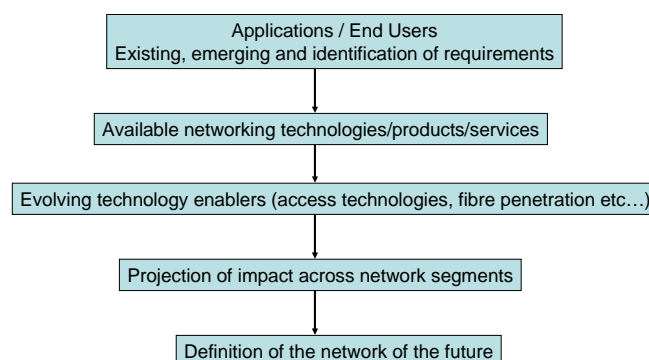 Applications / End Users
Existing, emerging and identification of requirements
Available networking technologies/products/services
Evolving technology enablers (access technologies, fibre penetration etc…)
Projection of impact across network segments
Definition of the network of the future